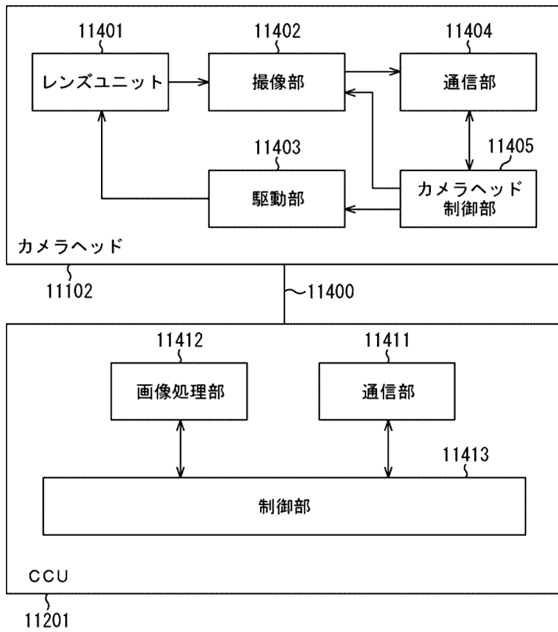 11401
11402
11404
レンズユニット
撮像部
通信部
11403
11405
駆動部
カメラヘッド
制御部
カメラヘッド
11102
11400
11412
11411
画像処理部
通信部
11413
制御部
CCU
11201